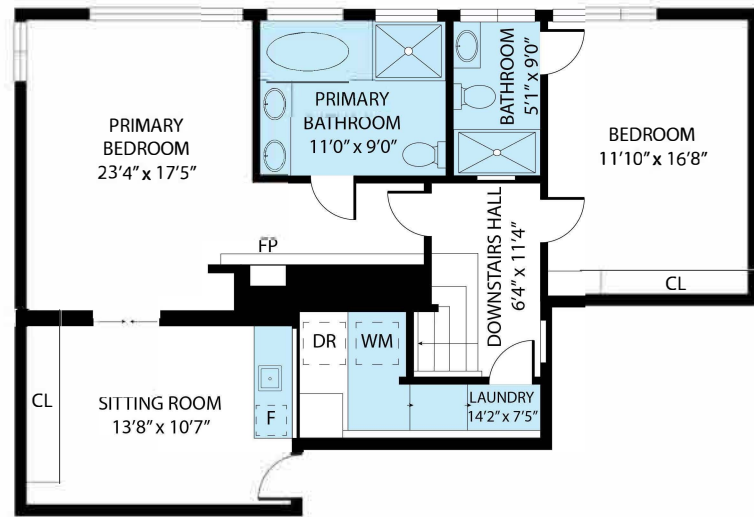 PRIMARY
BEDROOM
23'4" x 17'5"
PRIMARY
BATHROOM
11'0" x 9'0"
BATHROOM
5'1" x 9'0"
BEDROOM
11'10" x 16'8"
FP
DOWNSTAIRS HALL
6'4" x 11'4"
CL
DR
WM
CL
SITTING ROOM
13'8" x 10'7"
F
LAUNDRY
14'2" x 7'5"